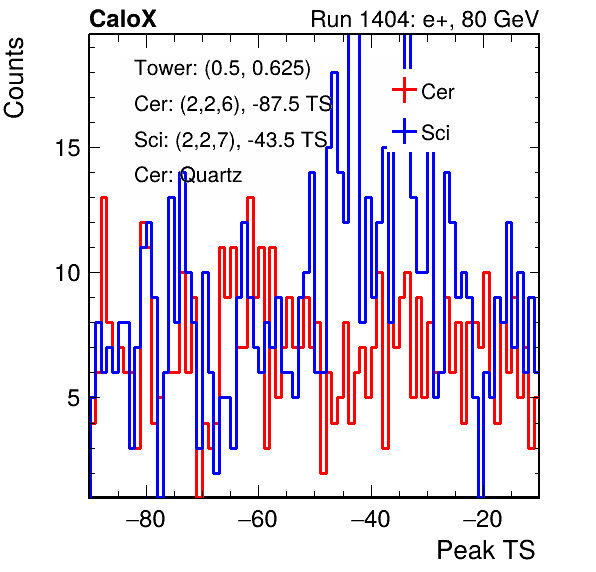 CaloX Run 1404: e+, 80 GeV
Counts
Tower: (0.5, 0.625)
Cer: (2,2,6), -87.5 TS
Sci: (2,2,7), -43.5 TS
Cer: Quartz
Cer
Sci
15
10
5
−80 −60 −40 −20
Peak TS